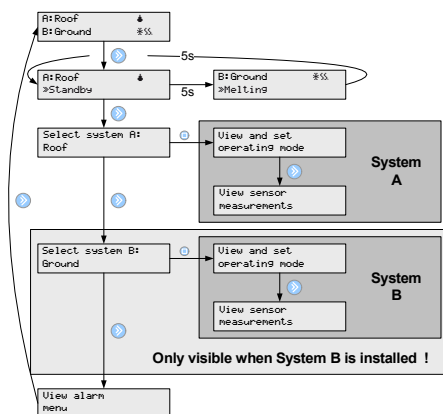 A:Roof
B:Ground
5s
A:Roof
»Standby
5s
B:Ground
»Melting
Select system A:
Roof
View and set
operating mode
System
A
View sensor
measurements
Select system B:
Ground
View and set
operating mode
System
B
View sensor
measurements
Only visible when System B is installed !
View alarm
menu